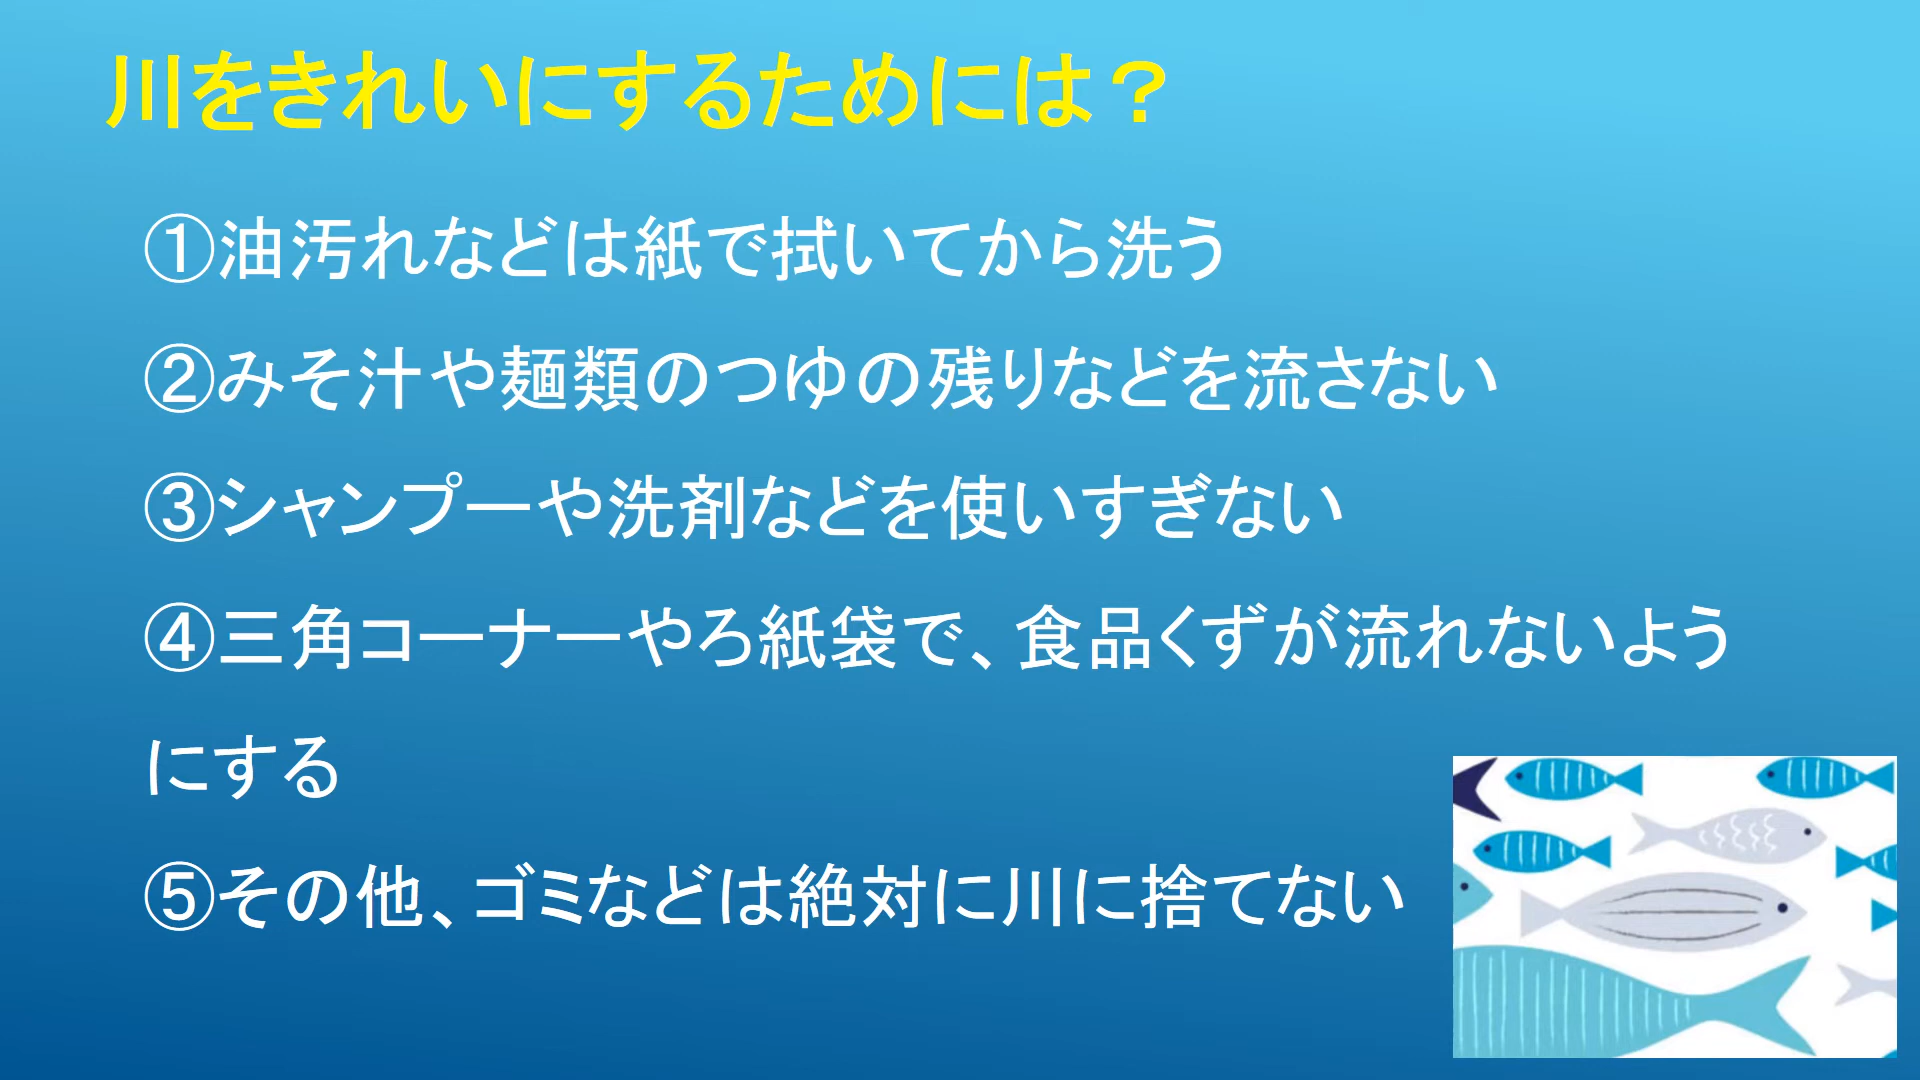 川をきれいにするためには？
①油汚れなどは紙で拭いてから洗う
②みそ汁や麺類のつゆの残りなどを流さない
③シャンプーや洗剤などを使いすぎない
④三角コーナーやろ紙袋で、食品くずが流れないよう
にする
⑤その他、ゴミなどは絶対に川に捨てない